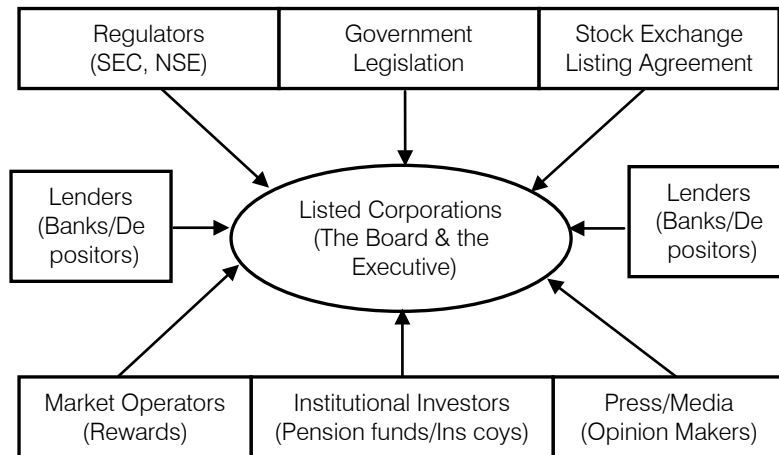 Regulators
(SEC, NSE)
Government
Legislation
Stock Exchange
Listing Agreement
Lenders
(Banks/De
positors)
Listed Corporations
(The Board & the
Executive)
Lenders
(Banks/De
positors)
Market Operators
(Rewards)
Institutional Investors
(Pension funds/Ins coys)
Press/Media
(Opinion Makers)